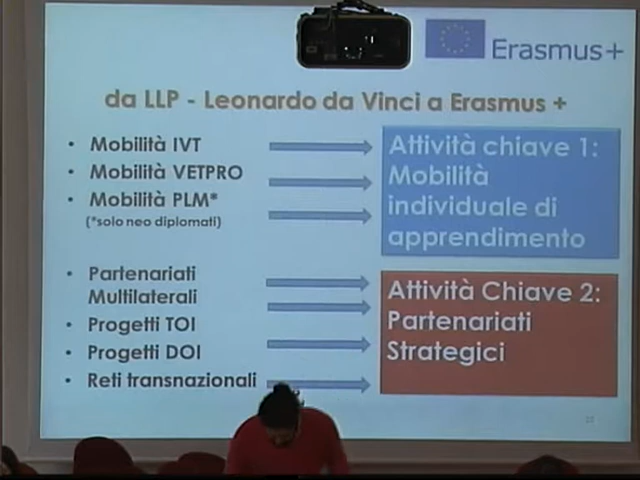 Erasmus+
da LLP - Leonardo da Vinci a Erasmus +
• Mobilità IVT
• Mobilità VETPRO
• Mobilità PLM*
(*solo neo diplomati)
Attività chiave 1:
Mobilità
individuale di
apprendimento
• Partenariati
Multilaterali
• Progetti TOI
• Progetti DOI
• Reti transnazionali
Attività Chiave 2:
Partenariati
Strategici